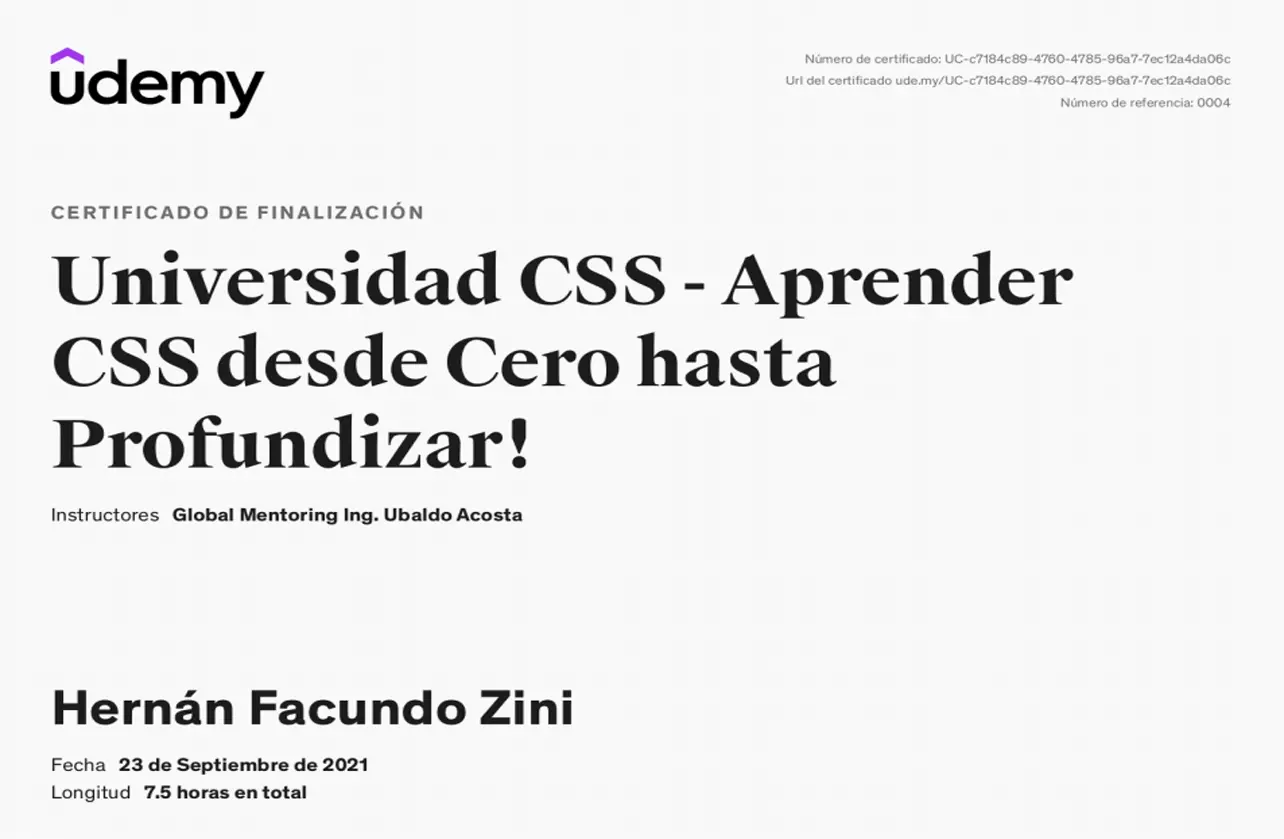 udemy
Número de certificado: UC-c7184c89-4760-4785-96a7-7ec12a4da06c
Url del certificado ude.my/UC-c7184c89-4760-4785-96a7-7ec12a4da06c
Número de referencia: 0004
CERTIFICADO DE FINALIZACIÓN
Universidad CSS - Aprender
CSS desde Cero hasta
Profundizar!
Instructores Global Mentoring Ing. Ubaldo Acosta
Hernán Facundo Zini
Fecha 23 de Septiembre de 2021
Longitud 7.5 horas en total